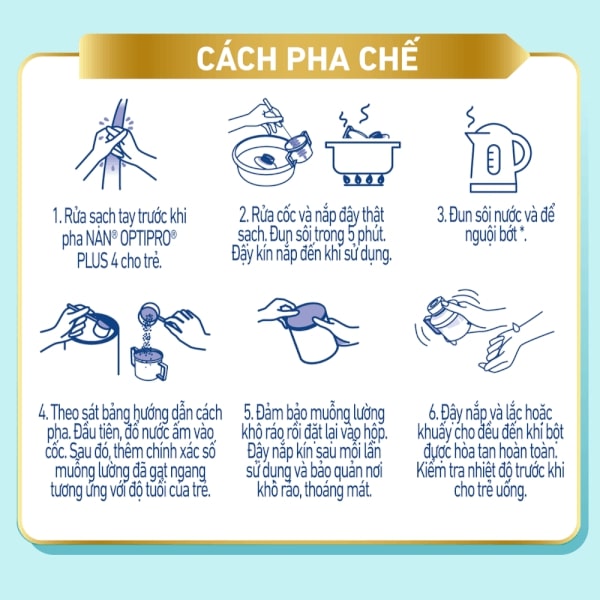 CÁCH PHA CHẾ
1. Rửa sạch tay trước khi
pha NAN® OPTIPRO®
PLUS 4 cho trẻ.
2. Rửa cốc và nắp đậy thật
sạch. Đun sôi trong 5 phút.
Đậy kín nắp đến khi sử dụng.
3. Đun sôi nước và để
nguội bớt *.
4. Theo sát bảng hướng dẫn cách
pha. Đầu tiên, đổ nước ấm vào
cốc. Sau đó, thêm chính xác số
muỗng lường đã gạt ngang
tương ứng với độ tuổi của trẻ.
5. Đảm bảo muỗng lường
khô ráo rồi đặt lại vào hộp.
Đậy nắp kín sau mỗi lần
sử dụng và bảo quản nơi
khô ráo, thoáng mát.
6. Đậy nắp và lắc hoặc
khuấy cho đều đến khi bột
được hòa tan hoàn toàn.
Kiểm tra nhiệt độ trước khi
cho trẻ uống.